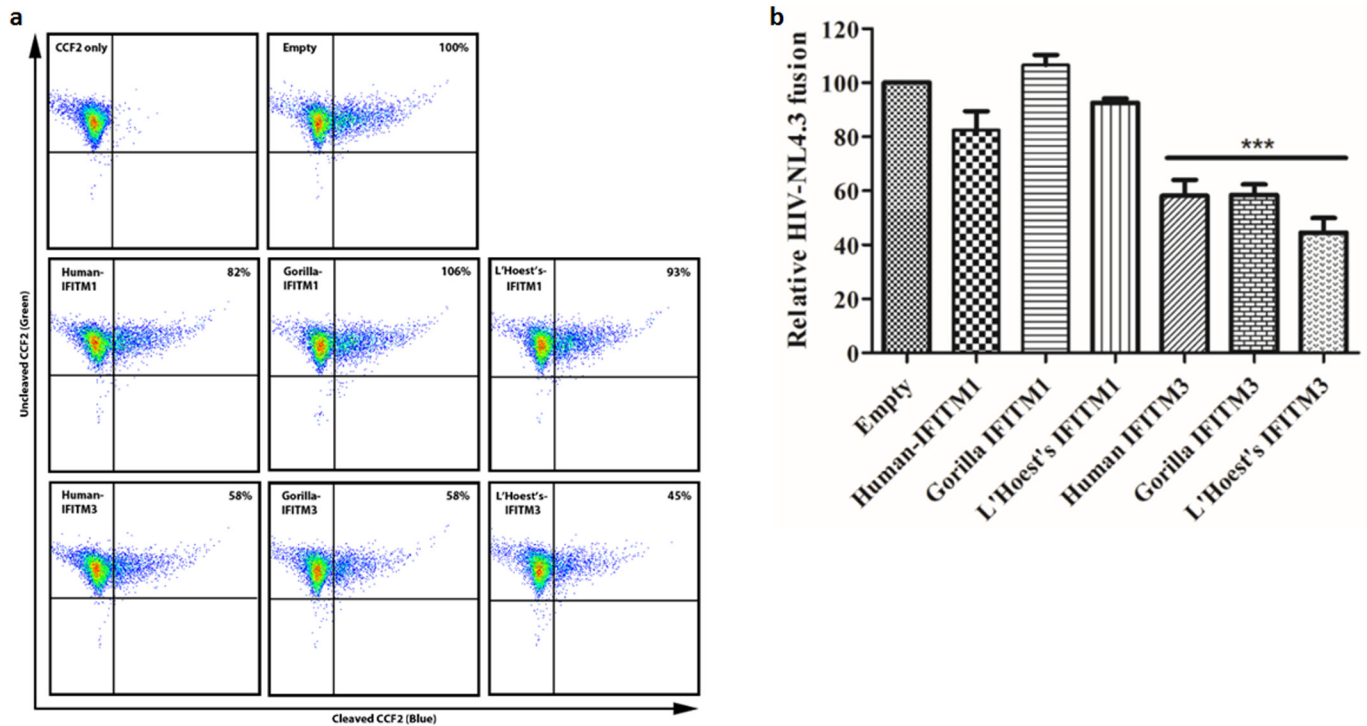 a
CCF2 only
Empty
100%
Human-
IFITM1
82%
Gorilla-
IFITM1
106%
L'Hoest's-
IFITM1
93%
Human-
IFITM3
58%
Gorilla-
IFITM3
58%
L'Hoest's-
IFITM3
45%
Uncleaved CCF2 (Green)
Cleaved CCF2 (Blue)
b
Relative HIV-NL4.3 fusion
120
100
80
60
40
20
0
***
Empty
Human-IFITM1
Gorilla IFITM1
L'Hoest's IFITM1
Human IFITM3
Gorilla IFITM3
L'Hoest's IFITM3